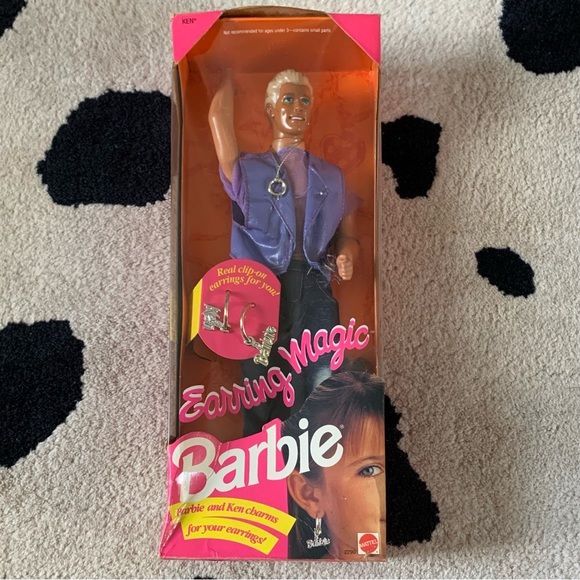 KEN®
Not recommended for ages under 3—contains small parts.
Real clip-on
earrings for you!
Earring Magic
Barbie®
Barbie and Ken charms
for your earrings!
Barbie
MATTEL